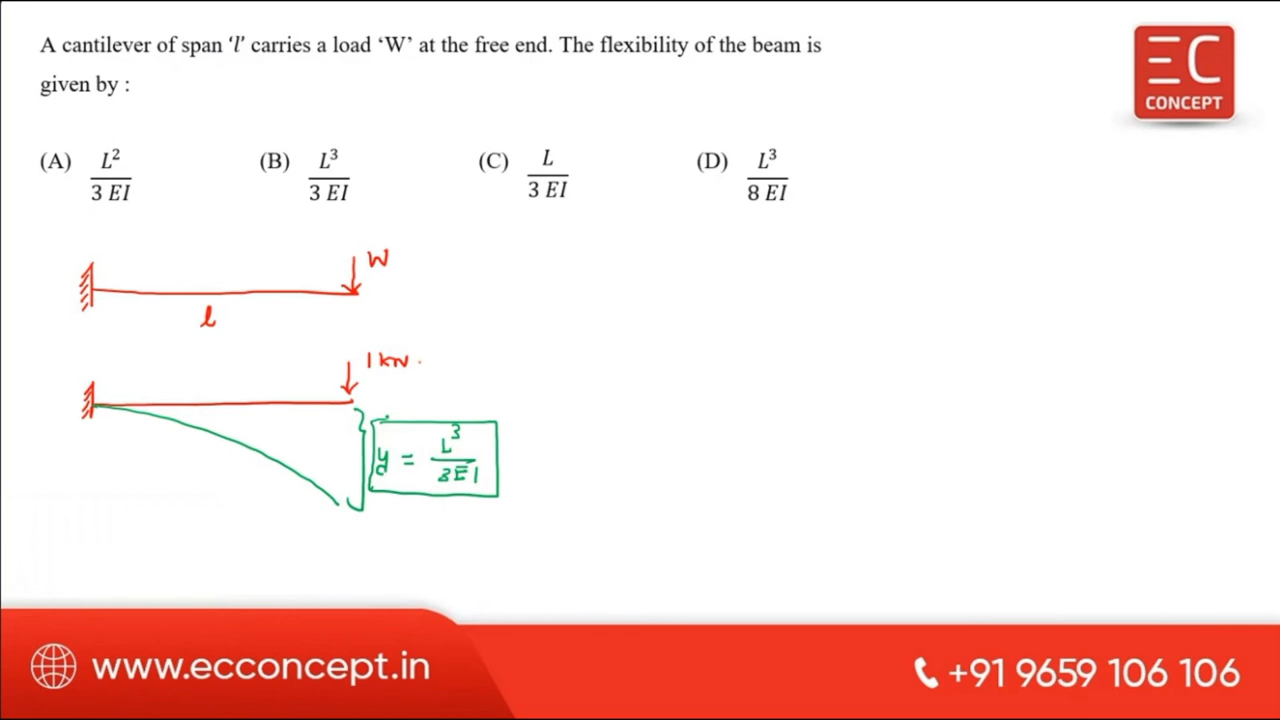 A cantilever of span ‘l’ carries a load ‘W’ at the free end. The flexibility of the beam is
given by :
EC
CONCEPT
(A) L²/3 EI (B) L³/3 EI (C) L/3 EI (D) L³/8 EI
W
l
1 kN.
y = L³/3EI
www.ecconcept.in
+91 9659 106 106